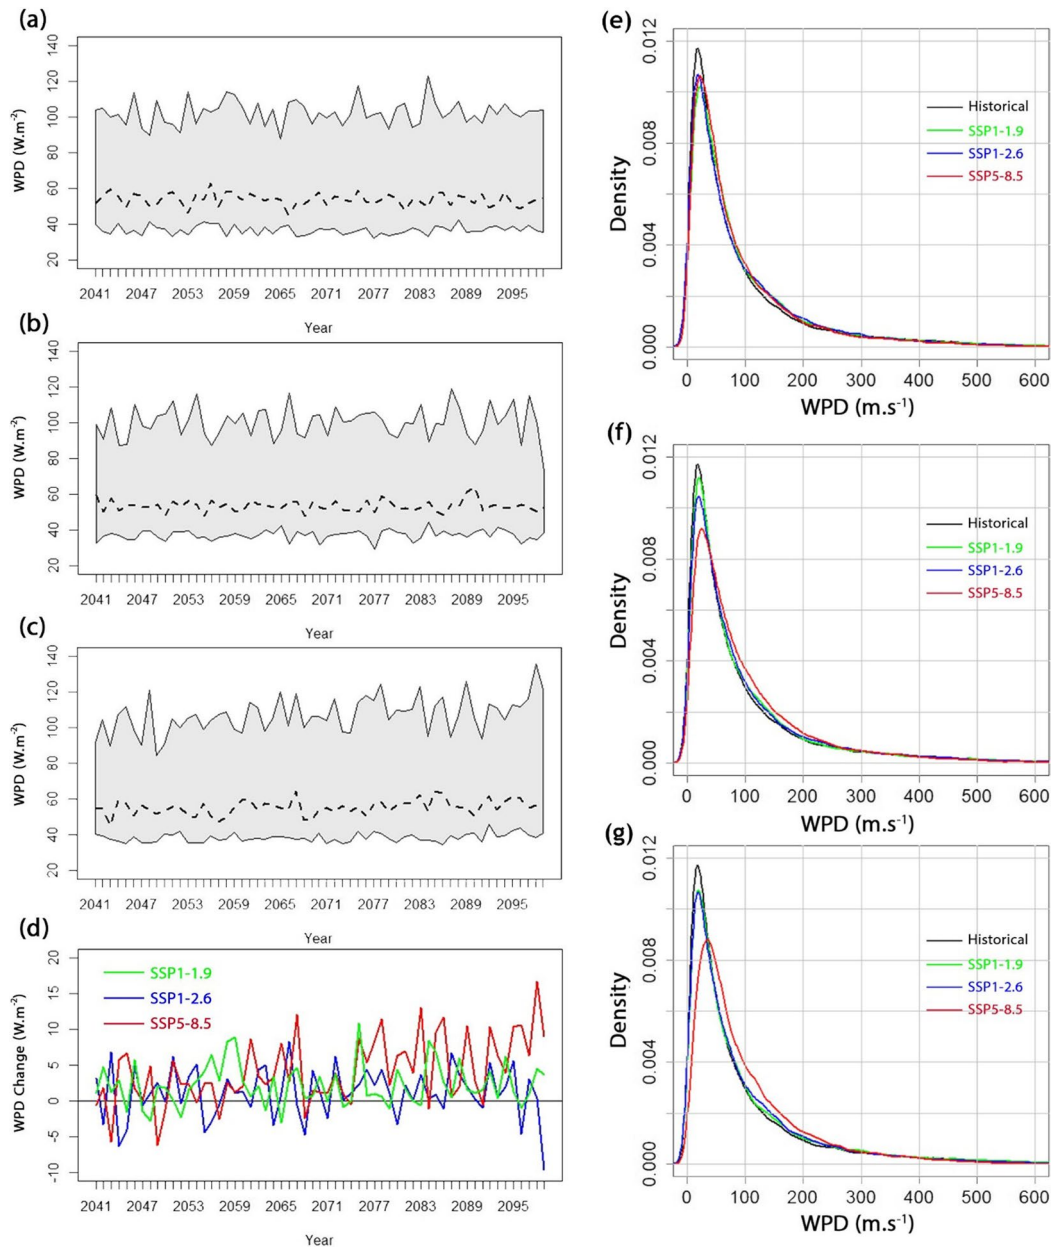 (a)
140
120
100
80
60
40
20
WPD (W.m-2)
2041 2047 2053 2059 2065 2071 2077 2083 2089 2095
Year
(b)
140
120
100
80
60
40
20
WPD (W.m-2)
2041 2047 2053 2059 2065 2071 2077 2083 2089 2095
Year
(c)
140
120
100
80
60
40
20
WPD (W.m-2)
2041 2047 2053 2059 2065 2071 2077 2083 2089 2095
Year
(d)
20
15
10
5
0
-5
-10
WPD Change (W.m-2)
SSP1-1.9
SSP1-2.6
SSP5-8.5
2041 2047 2053 2059 2065 2071 2077 2083 2089 2095
Year
(e)
0.012
0.008
0.004
0.000
Density
Historical
SSP1-1.9
SSP1-2.6
SSP5-8.5
0 100 200 300 400 500 600
WPD (m.s-1)
(f)
0.012
0.008
0.004
0.000
Density
Historical
SSP1-1.9
SSP1-2.6
SSP5-8.5
0 100 200 300 400 500 600
WPD (m.s-1)
(g)
0.012
0.008
0.004
0.000
Density
Historical
SSP1-1.9
SSP1-2.6
SSP5-8.5
0 100 200 300 400 500 600
WPD (m.s-1)